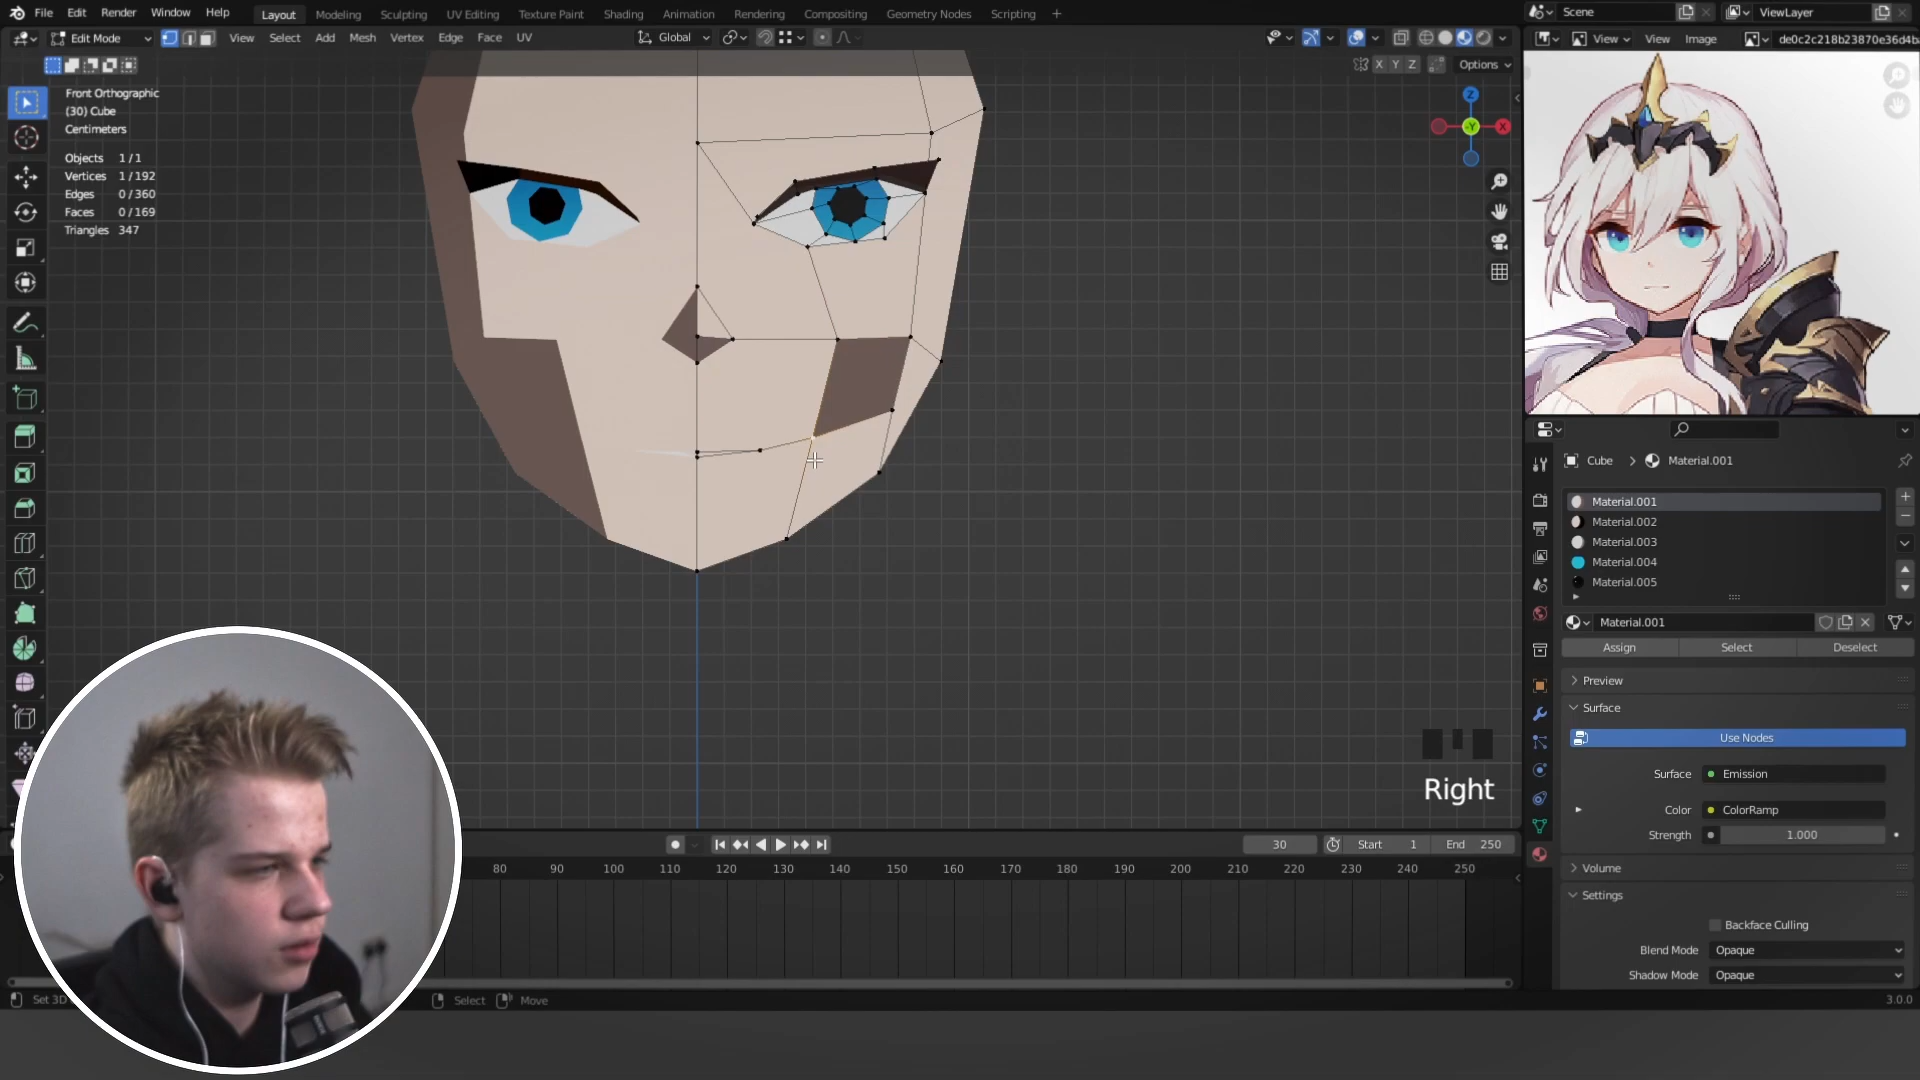 File Edit Render Window Help Layout Modeling Sculpting UV Editing Texture Paint Shading Animation Rendering Compositing Geometry Nodes Scripting + Scene ViewLayer
Edit Mode View Select Add Mesh Vertex Edge Face UV Global View View Image de0c2c218b23870e36d4b
X Y Z Options
Front Orthographic
(30) Cube
Centimeters
Objects 1/1
Vertices 1/192
Edges 0/360
Faces 0/169
Triangles 347
Z
-Y X
Cube > Material.001
Material.001
Material.002
Material.003
Material.004
Material.005
Material.001
Assign Select Deselect
Preview
Surface
Use Nodes
Surface Emission
Color ColorRamp
Strength 1.000
Volume
Settings
Backface Culling
Blend Mode Opaque
Shadow Mode Opaque
Right
30 Start 1 End 250
80 90 100 110 120 130 140 150 160 170 180 190 200 210 220 230 240 250
Set 3D Select Move 3.0.0